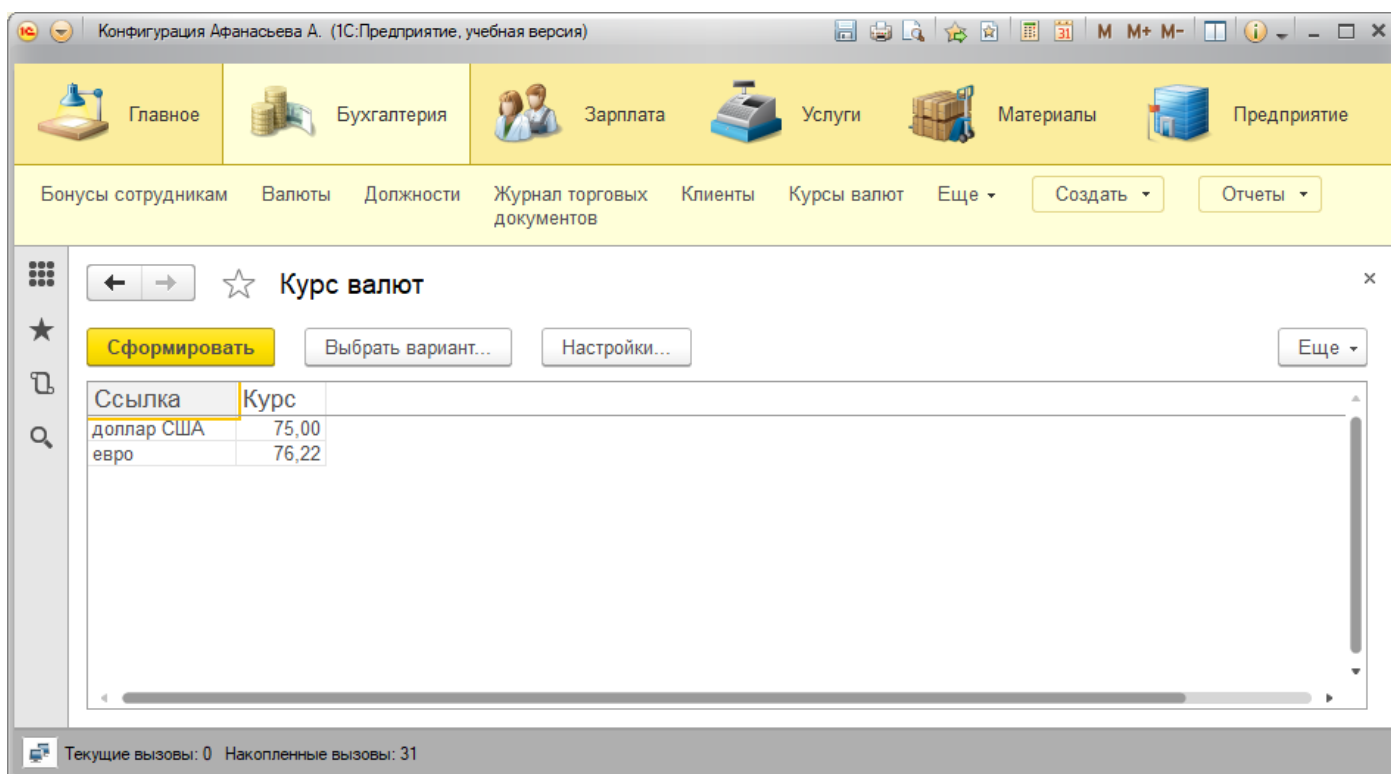 1С Конфигурация Афанасьева А. (1С:Предприятие, учебная версия) 31 M M+ M-
Главное Бухгалтерия Зарплата Услуги Материалы Предприятие
Бонусы сотрудникам Валюты Должности Журнал торговых документов Клиенты Курсы валют Еще Создать Отчеты
Курс валют
Сформировать Выбрать вариант... Настройки... Еще
Ссылка Курс
доллар США 75,00
евро 76,22
Текущие вызовы: 0 Накопленные вызовы: 31